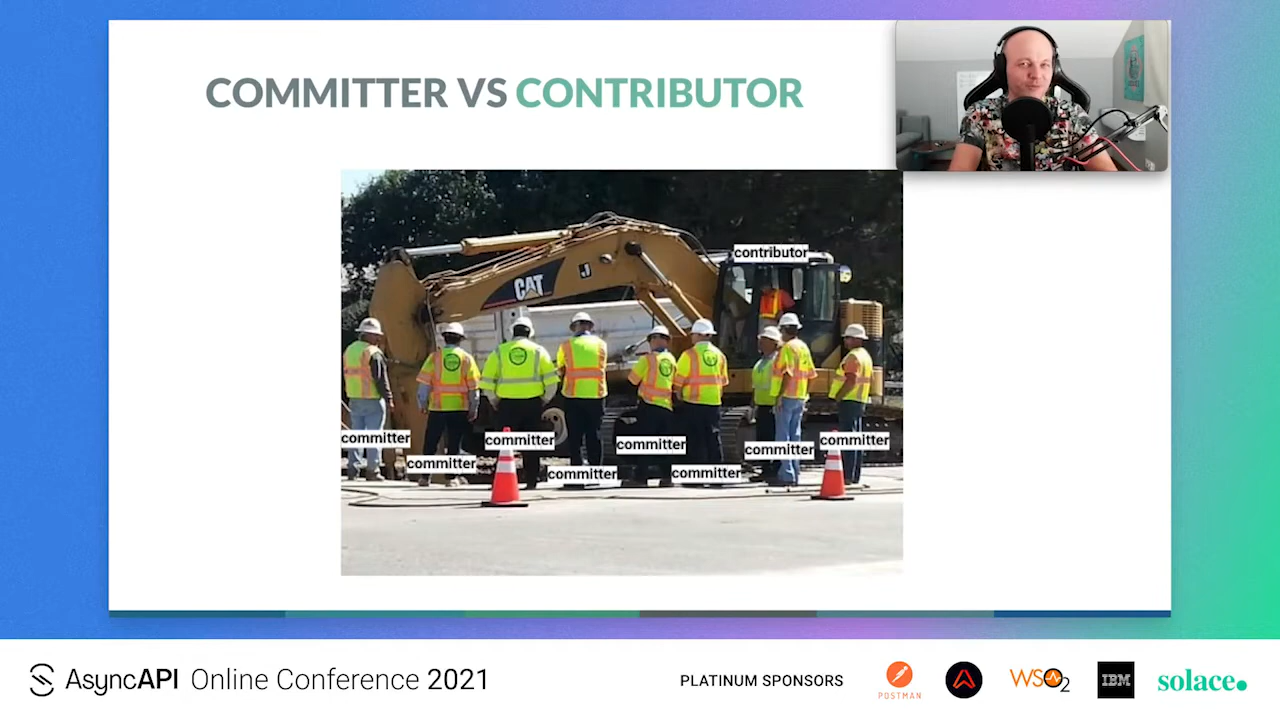 COMMITTER VS CONTRIBUTOR
contributor
CAT
J
committer
committer
committer
committer
committer
committer
committer
committer
AsyncAPI Online Conference 2021
PLATINUM SPONSORS
POSTMAN
WSO2
IBM
solace.